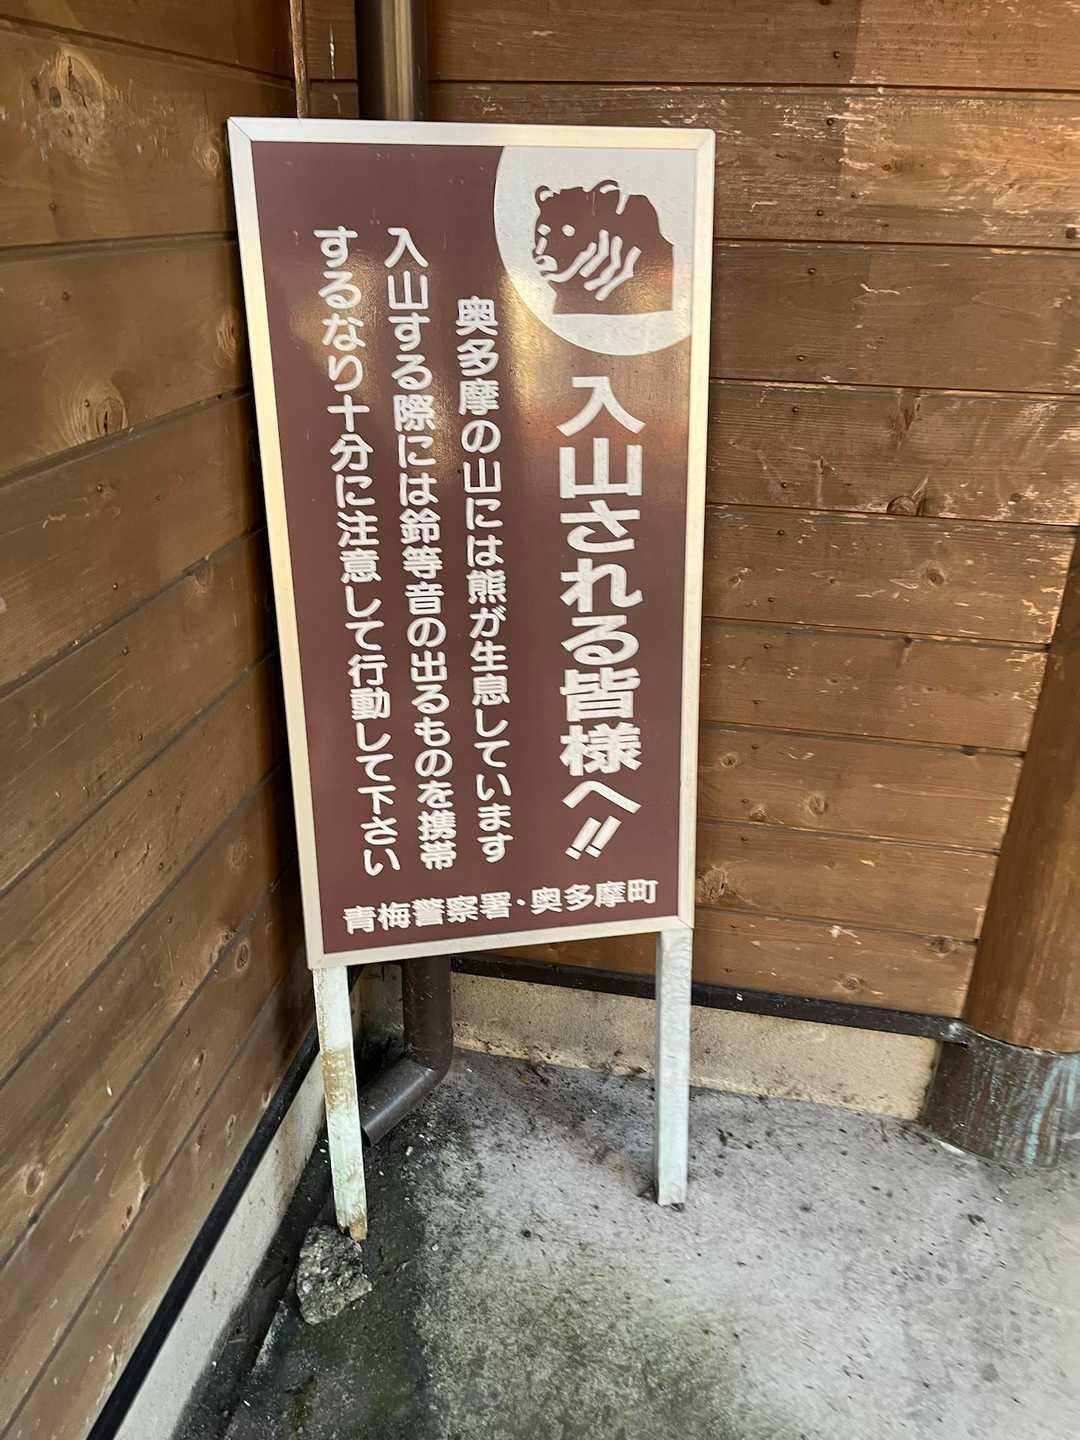 入山される皆様へ!!
奥多摩の山には熊が生息しています
入山する際には鈴等音の出るものを携帯
するなり十分に注意して行動して下さい
青梅警察署・奥多摩町